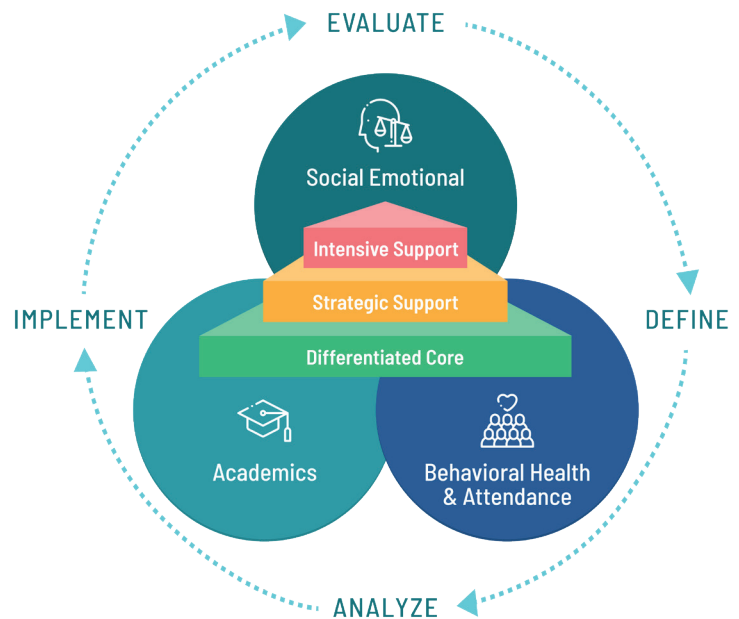 EVALUATE
Social Emotional
Intensive Support
Strategic Support
IMPLEMENT
DEFINE
Differentiated Core
Academics
Behavioral Health
& Attendance
ANALYZE